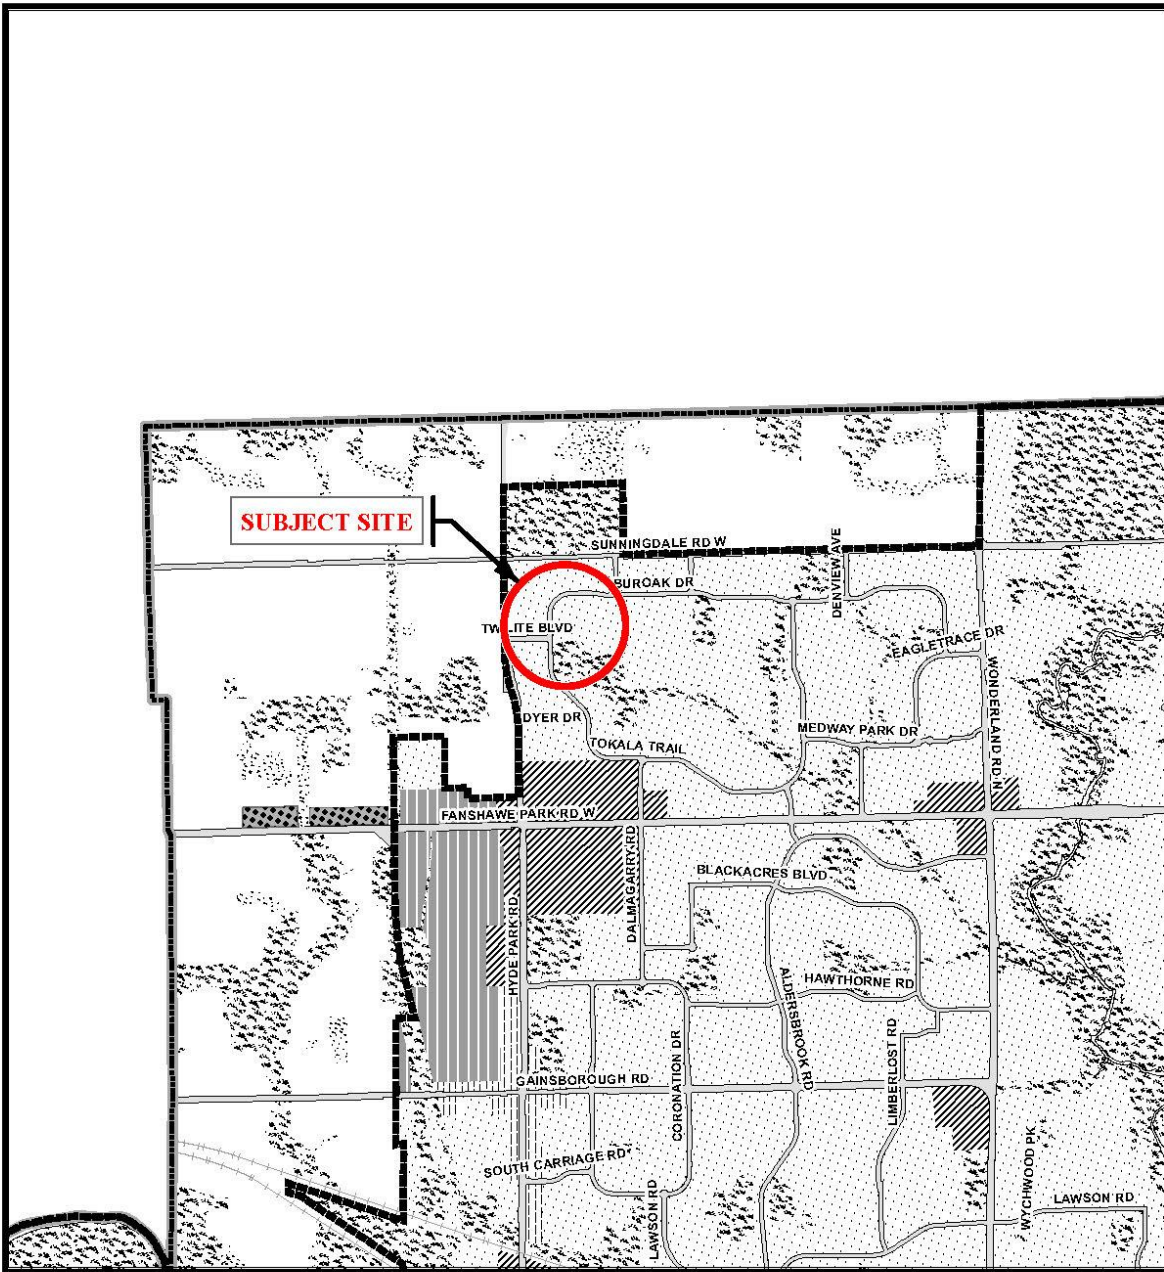 SUBJECT SITE
SUNNINGDALE RD W
BUROAK DR
DENVIEW AVE
TWILITE BLVD
EAGLETRACE DR
WONDERLAND RD N
DYER DR
MEDWAY PARK DR
TOKALA TRAIL
FANSHAWE PARK RD W
DALMAGARRY RD
BLACKACRES BLVD
HYDE PARK RD
HAWTHORNE RD
ALDERSBROOK RD
LIMBERLOST RD
CORONATION DR
GAINSBOROUGH RD
SOUTH CARRIAGE RD
WYCHWOOD PK
LAWSON RD
LAWSON RD